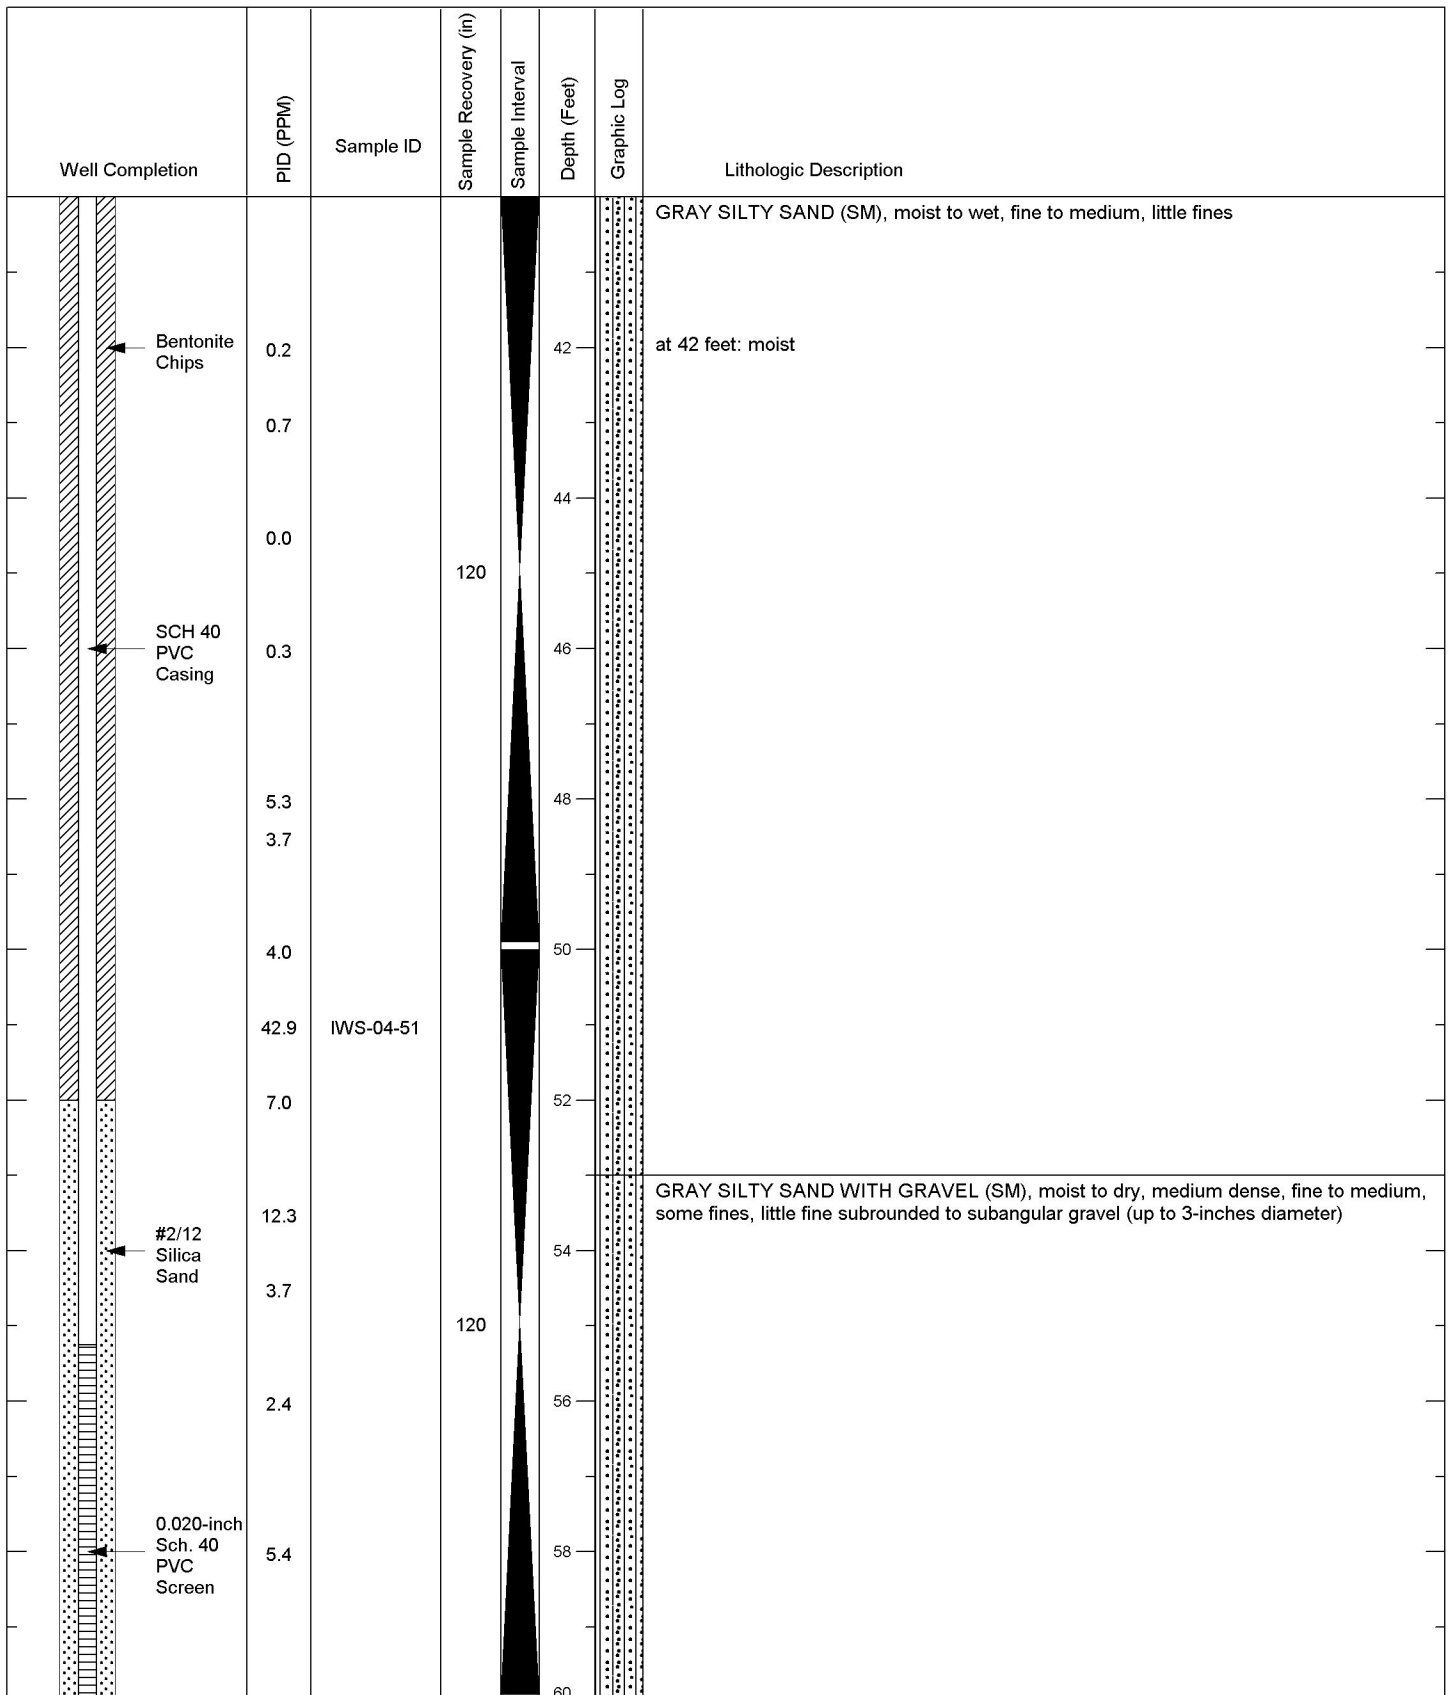 Well Completion
PID (PPM)
Sample ID
Sample Recovery (in)
Sample Interval
Depth (Feet)
Graphic Log
Lithologic Description
GRAY SILTY SAND (SM), moist to wet, fine to medium, little fines
Bentonite
Chips
0.2
42
at 42 feet: moist
0.7
44
0.0
120
SCH 40
PVC
Casing
0.3
46
5.3
48
3.7
4.0
50
42.9
IWS-04-51
7.0
52
GRAY SILTY SAND WITH GRAVEL (SM), moist to dry, medium dense, fine to medium,
some fines, little fine subrounded to subangular gravel (up to 3-inches diameter)
12.3
#2/12
Silica
Sand
54
3.7
120
2.4
56
0.020-inch
Sch. 40
PVC
Screen
5.4
58
60